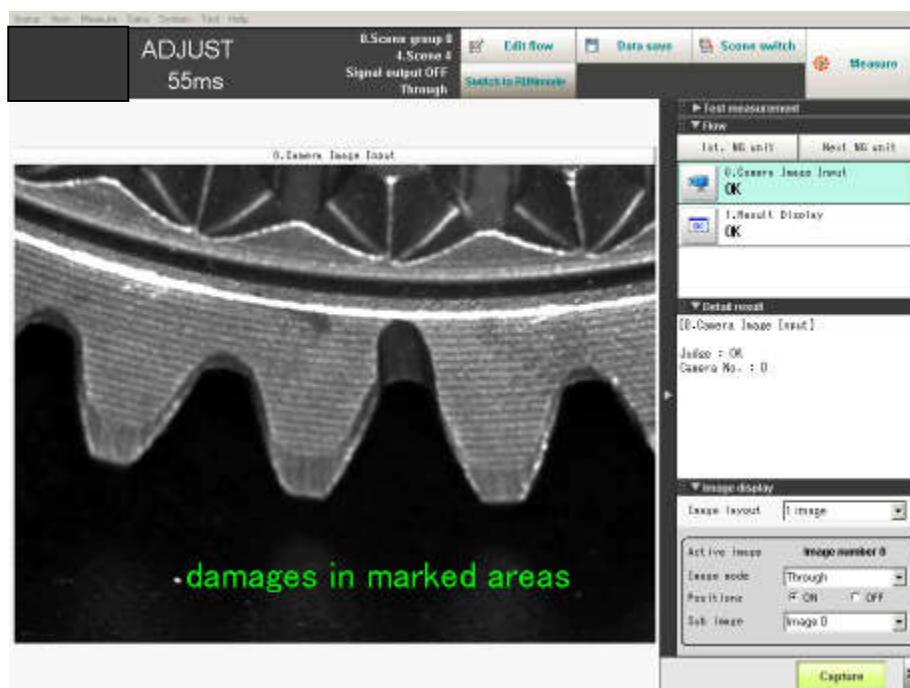 Measure
Data
Tool Help
ADJUST
55ms
0.Scene group 0
4.Scene 4
Signal output OFF
Through
Edit flow
Data save
Scene switch
Switch to RUNmode
Measure
Test measurement
Flow
1st. NG unit
Next NG unit
0.Camera Image Input
OK
1.Result Display
OK
0.Camera Image Input
Detail result
[0.Camera Image Input]
Judge : OK
Camera No. : 0
damages in marked areas
Image display
Image layout
1 image
Active image
Image number 0
Image mode
Through
Positions
ON
OFF
Sub image
Image 0
Capture